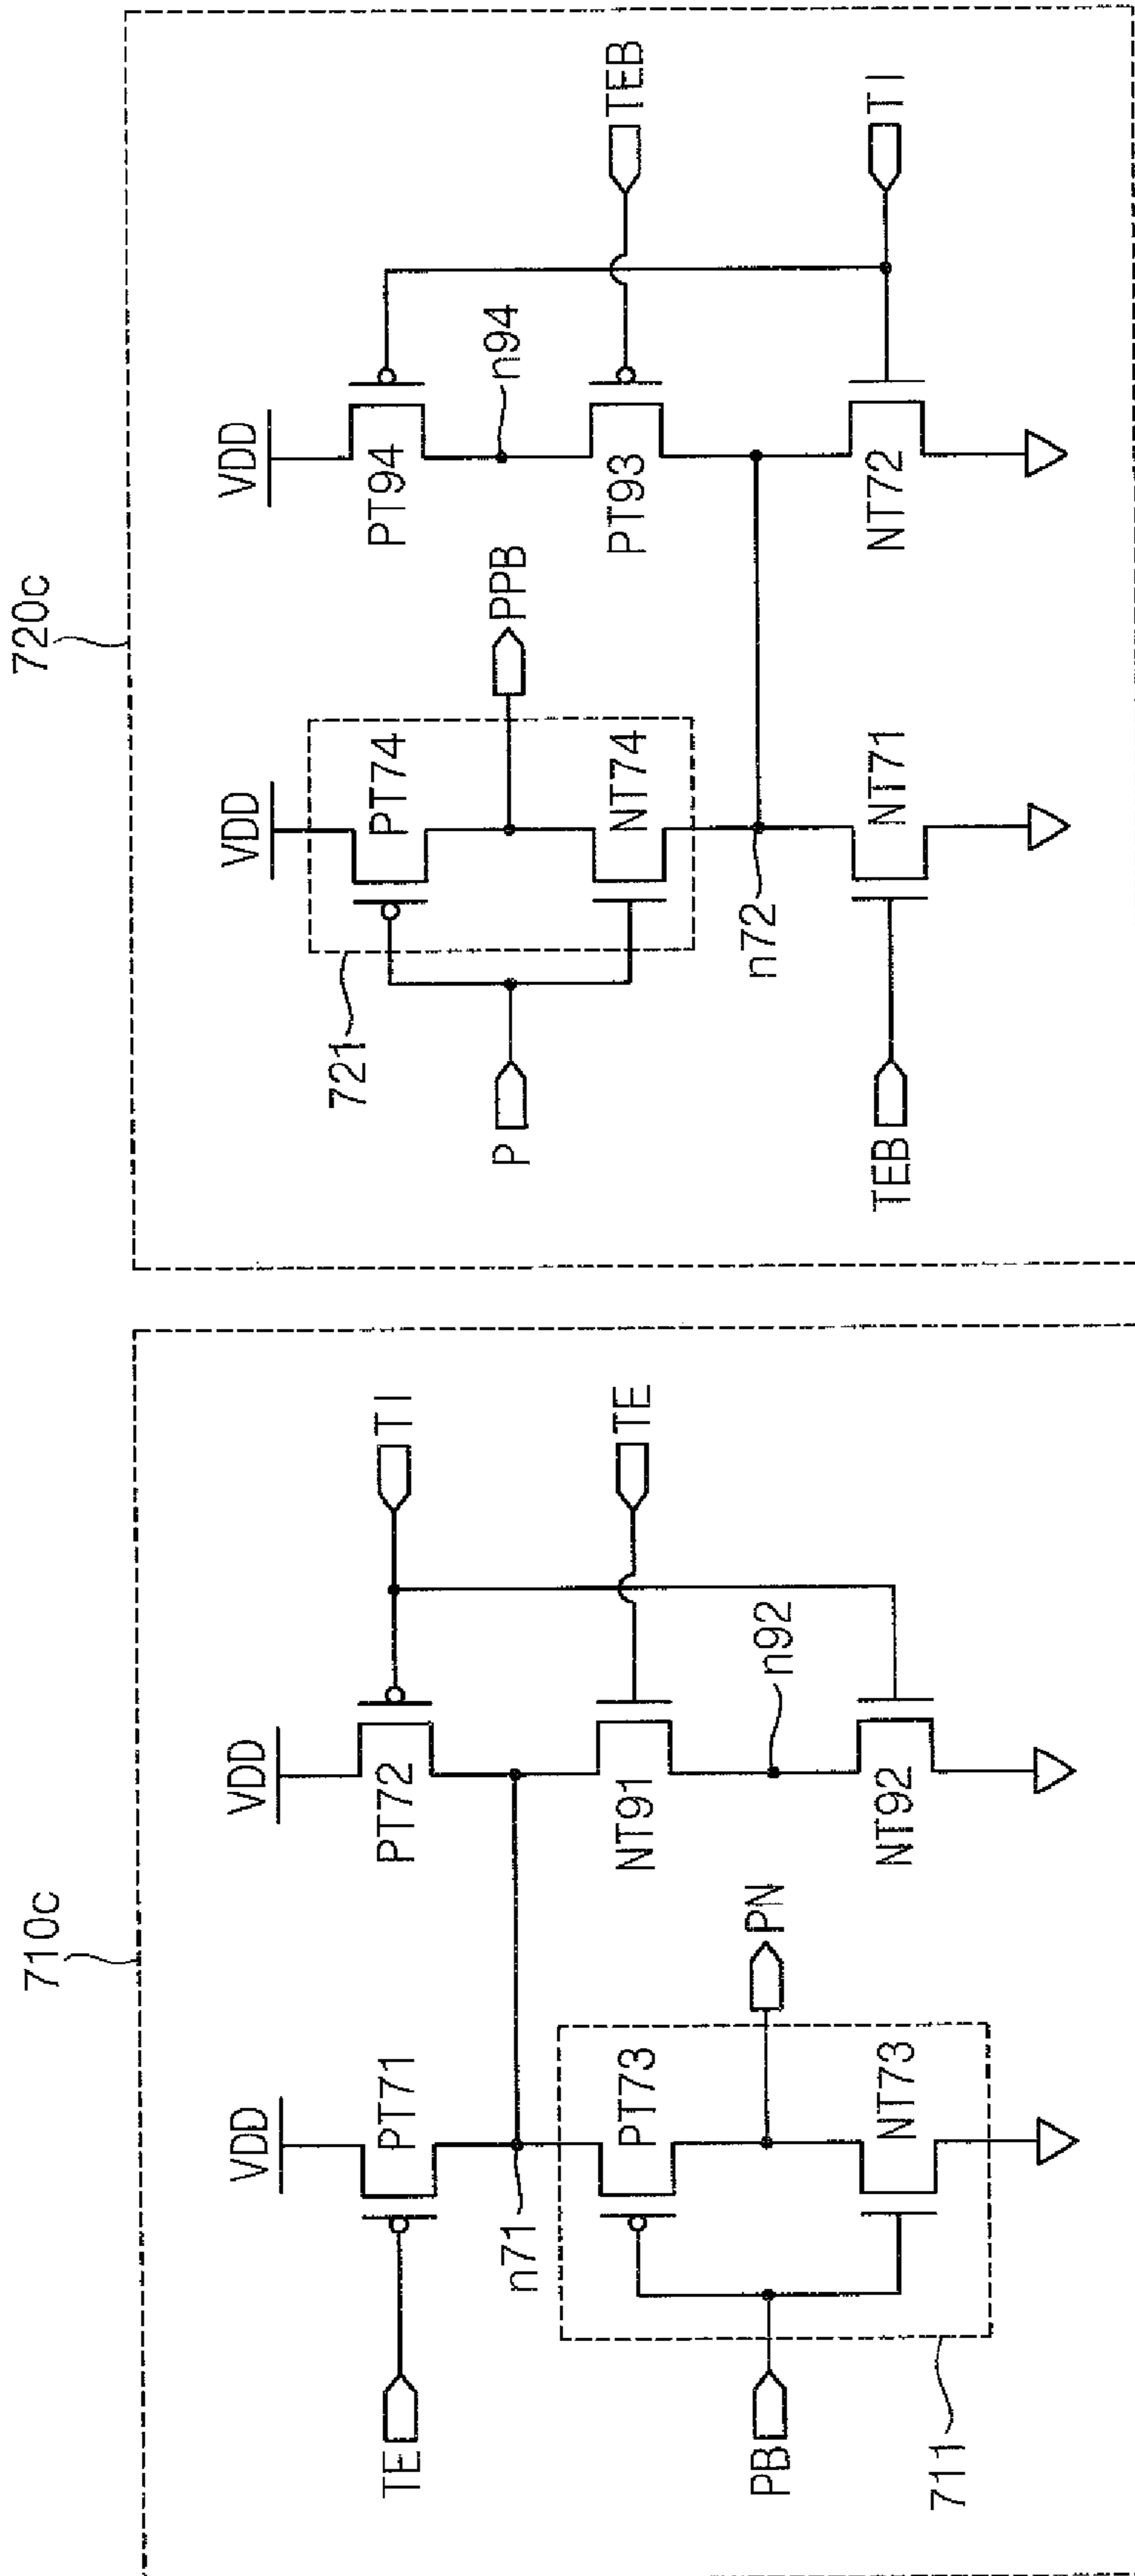 710c
VDD
VDD
TE
PT71
PT72
TI
n71
PT73
NT91
TE
PB
PN
n92
NT73
NT92
711
720c
VDD
VDD
PT74
PT94
721
P
PPB
n94
NT74
PT93
TEB
n72
TEB
NT71
NT72
TI